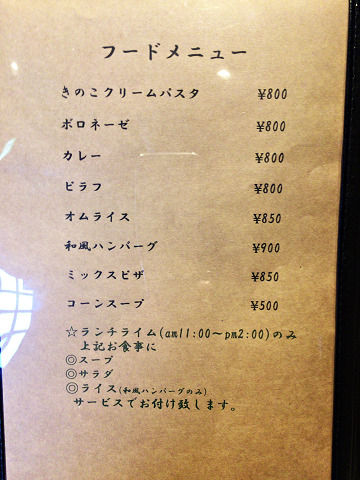 フードメニュー
きのこクリームパスタ ¥800
ボロネーゼ ¥800
カレー ¥800
ピラフ ¥800
オムライス ¥850
和風ハンバーグ ¥900
ミックスピザ ¥850
コーンスープ ¥500
☆ランチライム(am11:00〜pm2:00)のみ
上記お食事に
◎スープ
◎サラダ
◎ライス(和風ハンバーグのみ)
サービスでお付け致します。